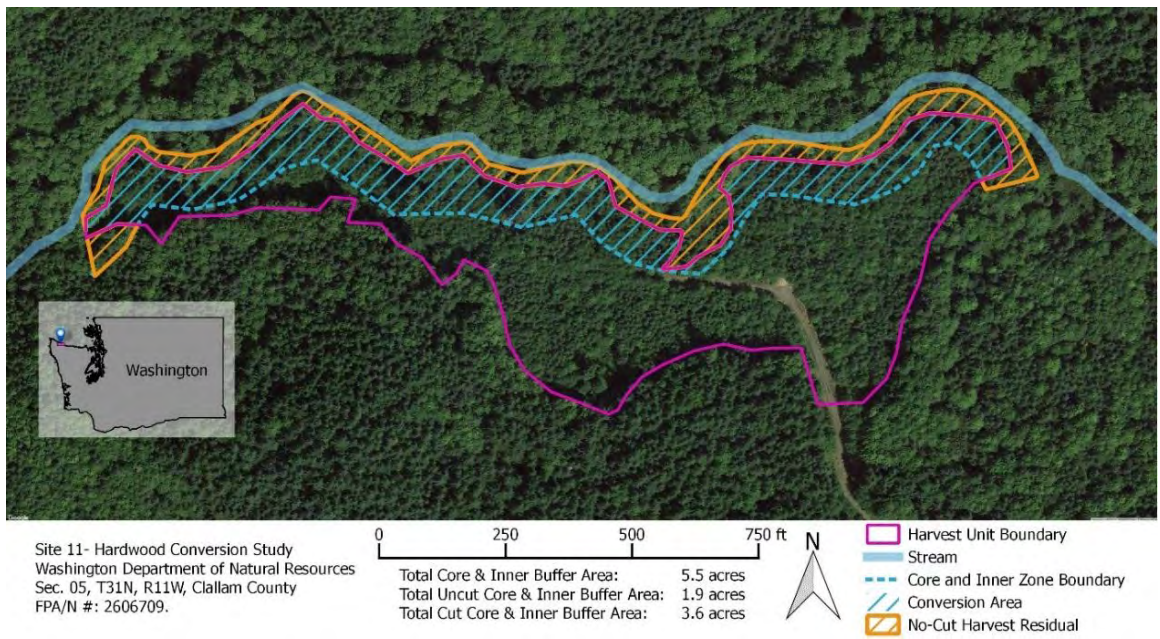 Washington
Site 11- Hardwood Conversion Study
Washington Department of Natural Resources
Sec. 05, T31N, R11W, Clallam County
FPA/N #: 2606709.
0 250 500 750 ft
Total Core & Inner Buffer Area: 5.5 acres
Total Uncut Core & Inner Buffer Area: 1.9 acres
Total Cut Core & Inner Buffer Area: 3.6 acres
N
Harvest Unit Boundary
Stream
Core and Inner Zone Boundary
Conversion Area
No-Cut Harvest Residual